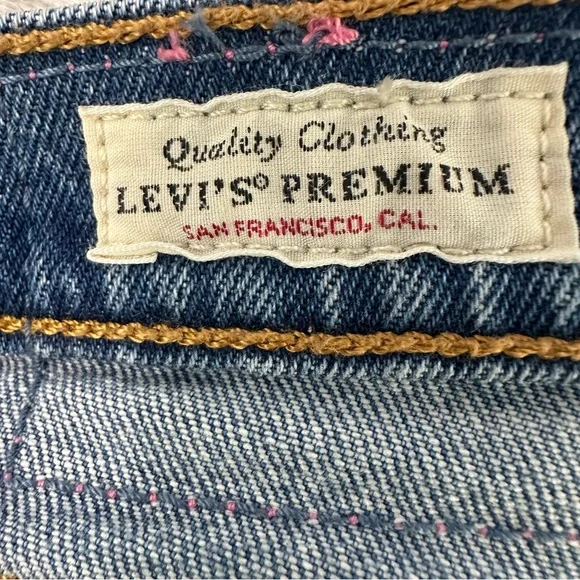 Quality Clothing
LEVI'S® PREMIUM
SAN FRANCISCO, CAL.